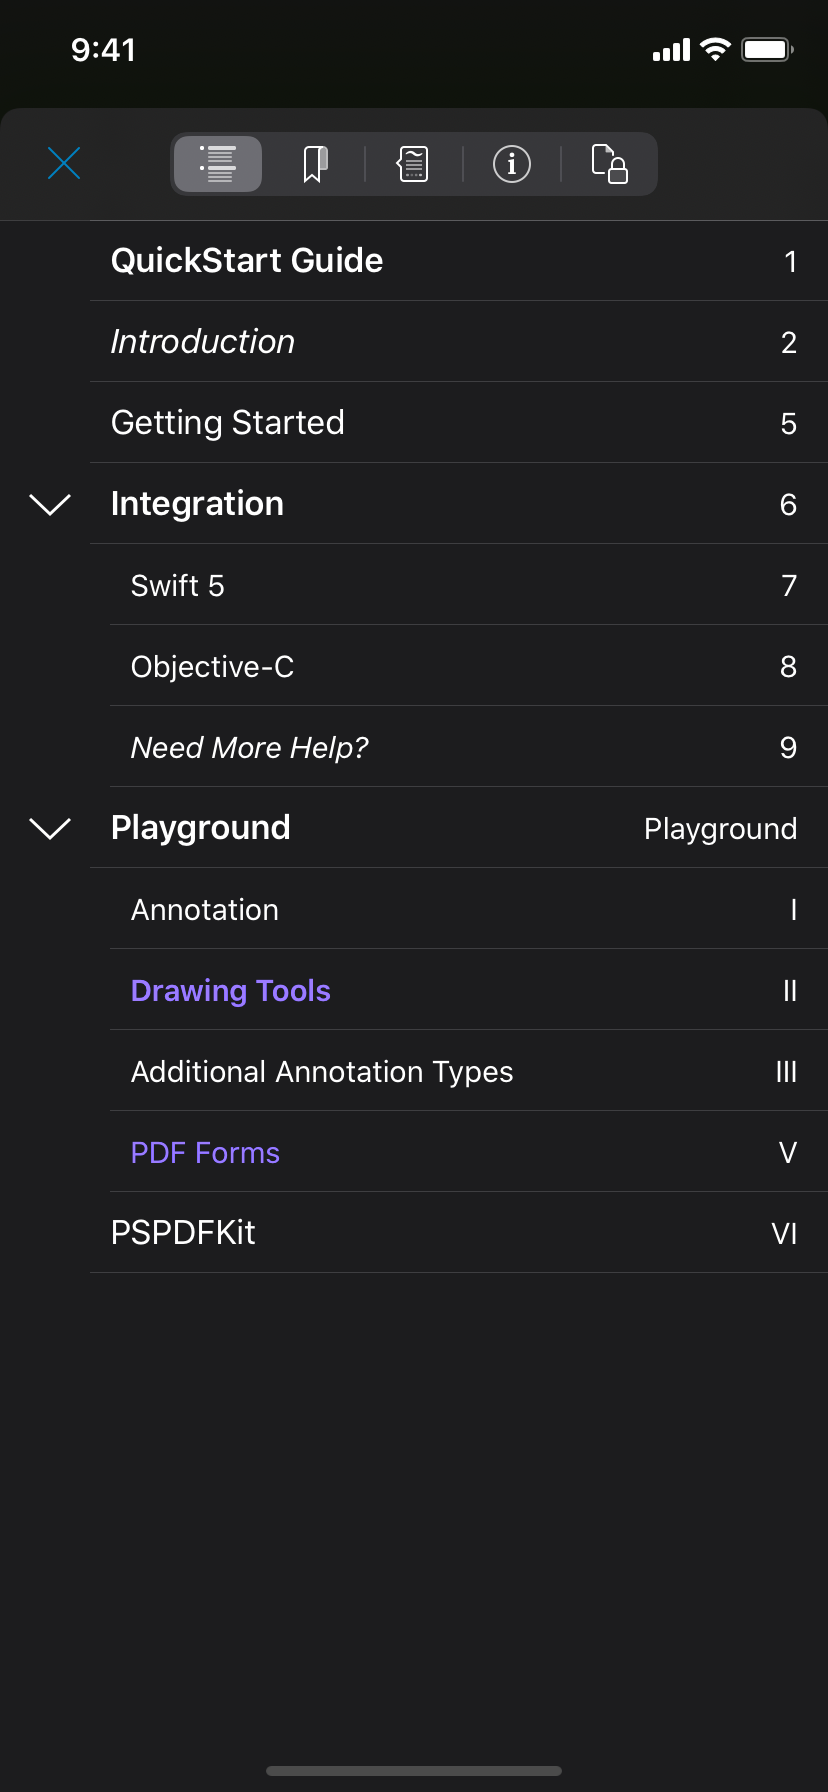 9:41
QuickStart Guide 1
Introduction 2
Getting Started 5
Integration 6
Swift 5 7
Objective-C 8
Need More Help? 9
Playground Playground
Annotation I
Drawing Tools II
Additional Annotation Types III
PDF Forms V
PSPDFKit VI